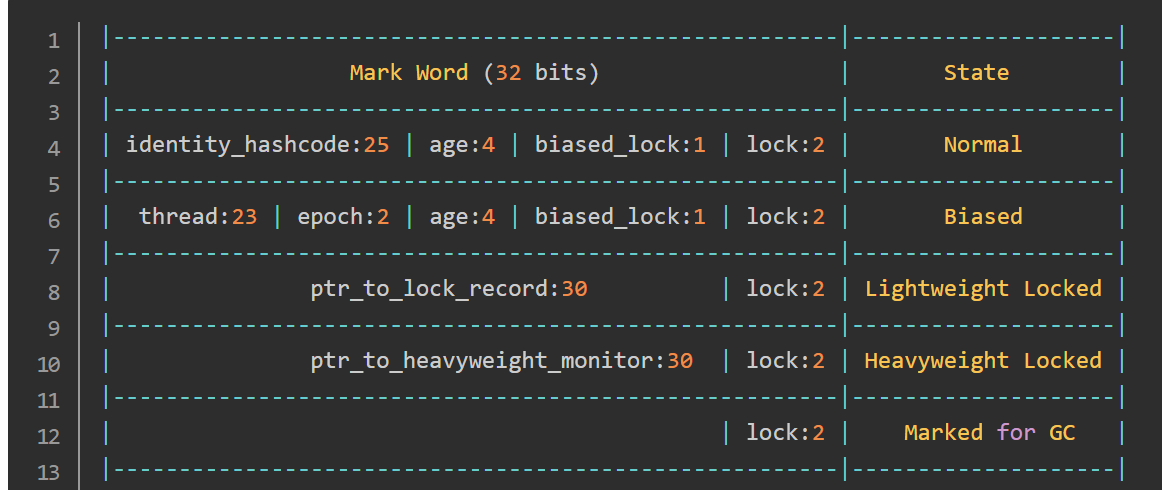 1 |-------------------------------------------------------|--------------------|
2 |                  Mark Word (32 bits)                  |       State        |
3 |-------------------------------------------------------|--------------------|
4 | identity_hashcode:25 | age:4 | biased_lock:1 | lock:2 |       Normal       |
5 |-------------------------------------------------------|--------------------|
6 |  thread:23 | epoch:2 | age:4 | biased_lock:1 | lock:2 |       Biased       |
7 |-------------------------------------------------------|--------------------|
8 |               ptr_to_lock_record:30          | lock:2 | Lightweight Locked |
9 |-------------------------------------------------------|--------------------|
10 |               ptr_to_heavyweight_monitor:30  | lock:2 | Heavyweight Locked |
11 |-------------------------------------------------------|--------------------|
12 |                                              | lock:2 |    Marked for GC   |
13 |-------------------------------------------------------|--------------------|